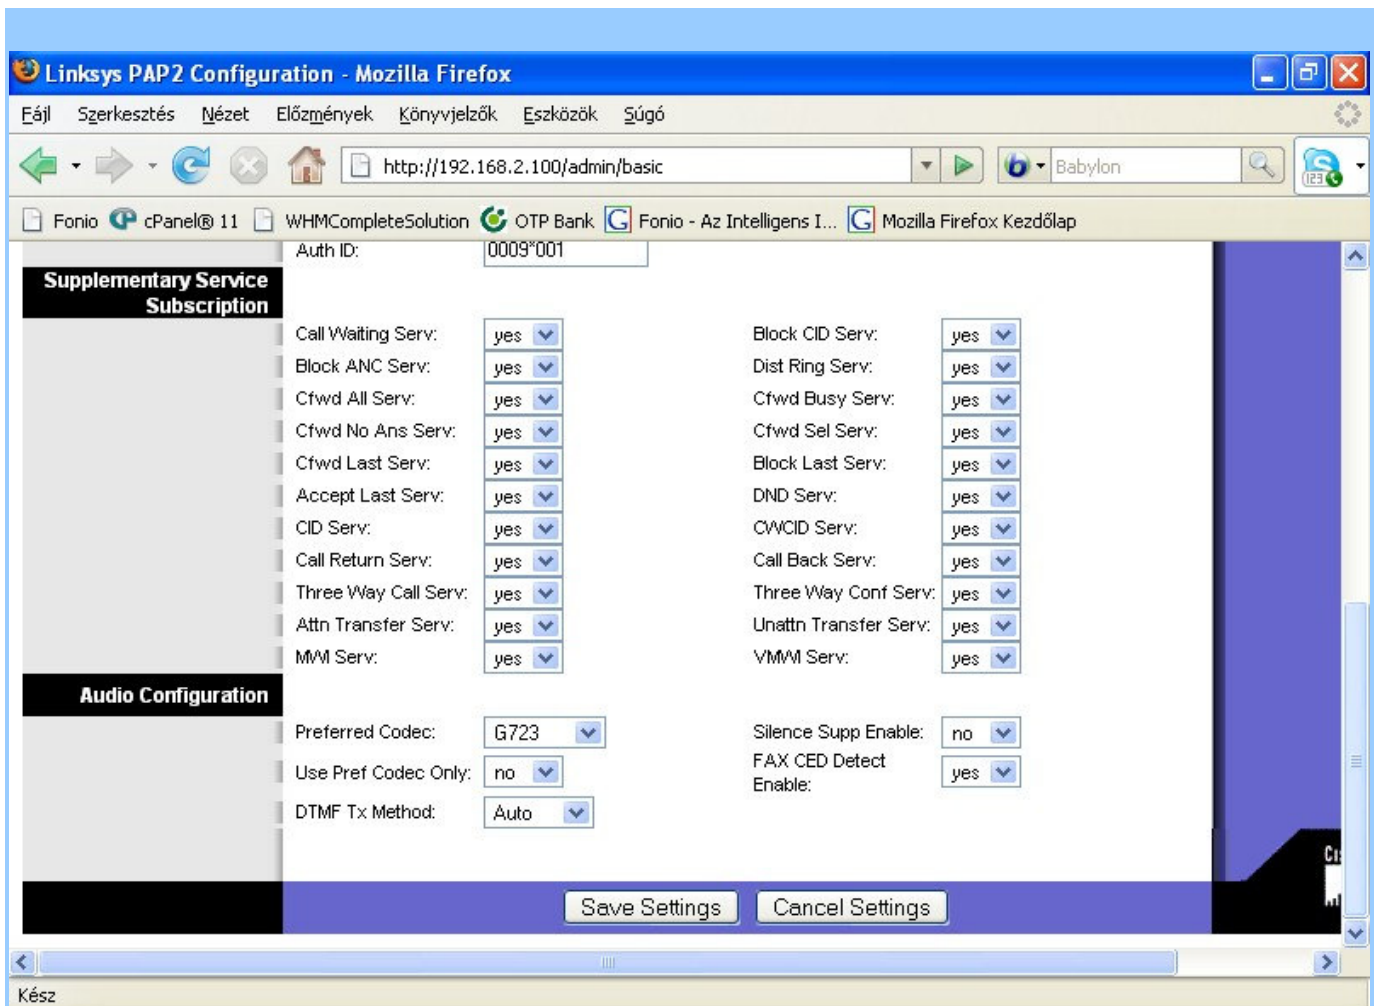 Linksys PAP2 Configuration - Mozilla Firefox
Fájl Szerkesztés Nézet Előzmények Könyvjelzők Eszközök Súgó
http://192.168.2.100/admin/basic Babylon 123
Fonio cPanel® 11 WHMCompleteSolution OTP Bank Fonio - Az Intelligens I... Mozilla Firefox Kezdőlap
Auth ID: 0009*001
Supplementary Service
Subscription
Call Waiting Serv: yes Block CID Serv: yes
Block ANC Serv: yes Dist Ring Serv: yes
Cfwd All Serv: yes Cfwd Busy Serv: yes
Cfwd No Ans Serv: yes Cfwd Sel Serv: yes
Cfwd Last Serv: yes Block Last Serv: yes
Accept Last Serv: yes DND Serv: yes
CID Serv: yes CWCID Serv: yes
Call Return Serv: yes Call Back Serv: yes
Three Way Call Serv: yes Three Way Conf Serv: yes
Attn Transfer Serv: yes Unattn Transfer Serv: yes
MWI Serv: yes VMWI Serv: yes
Audio Configuration
Preferred Codec: G723 Silence Supp Enable: no
Use Pref Codec Only: no FAX CED Detect Enable: yes
DTMF Tx Method: Auto
Save Settings Cancel Settings
Kész